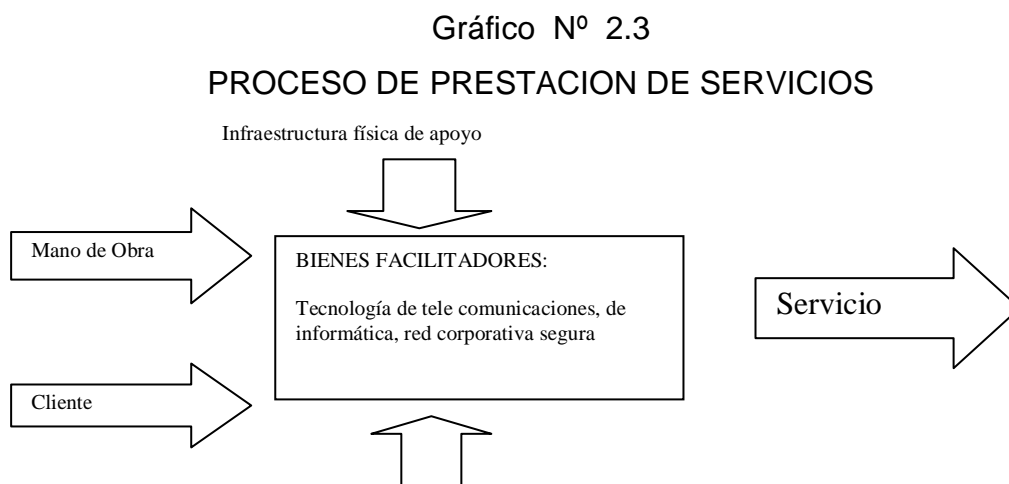 Gráfico Nº 2.3
PROCESO DE PRESTACION DE SERVICIOS
Infraestructura física de apoyo
Mano de Obra
BIENES FACILITADORES:
Tecnología de tele comunicaciones, de
informática, red corporativa segura
Servicio
Cliente